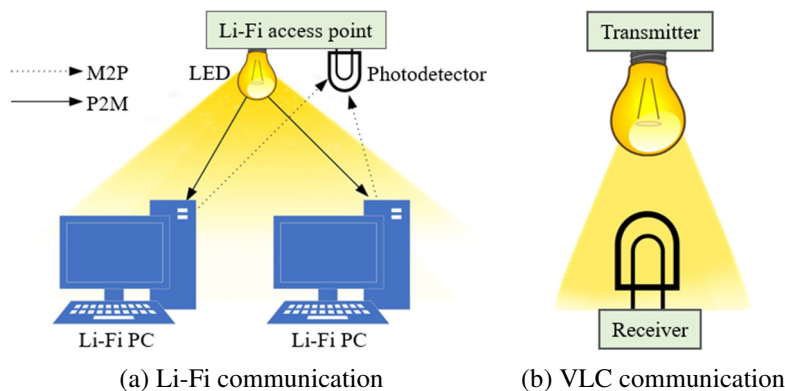 Li-Fi access point
Transmitter
M2P
LED
Photodetector
P2M
Li-Fi PC
Li-Fi PC
Receiver
(a) Li-Fi communication
(b) VLC communication